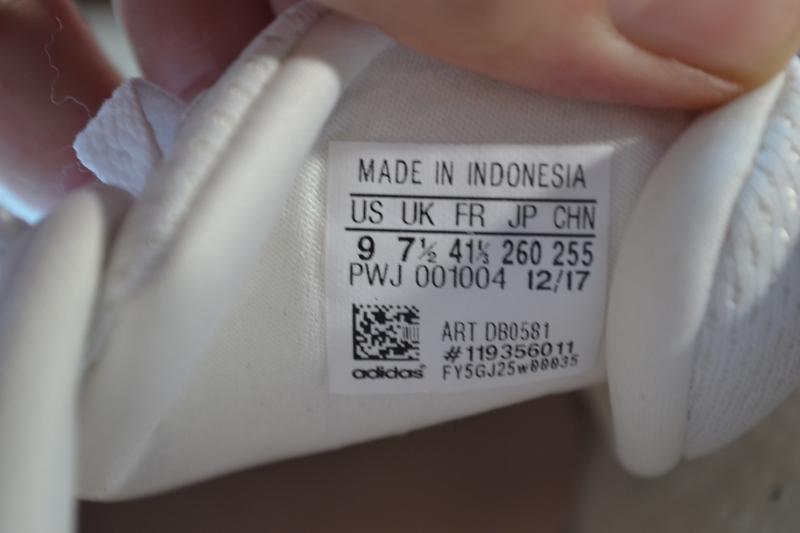 MADE IN INDONESIA
US UK FR JP CHN
9 7½ 41⅓ 260 255
PWJ 001004 12/17
ART DB0581
#119356011
adidas FY5GJ25w00035